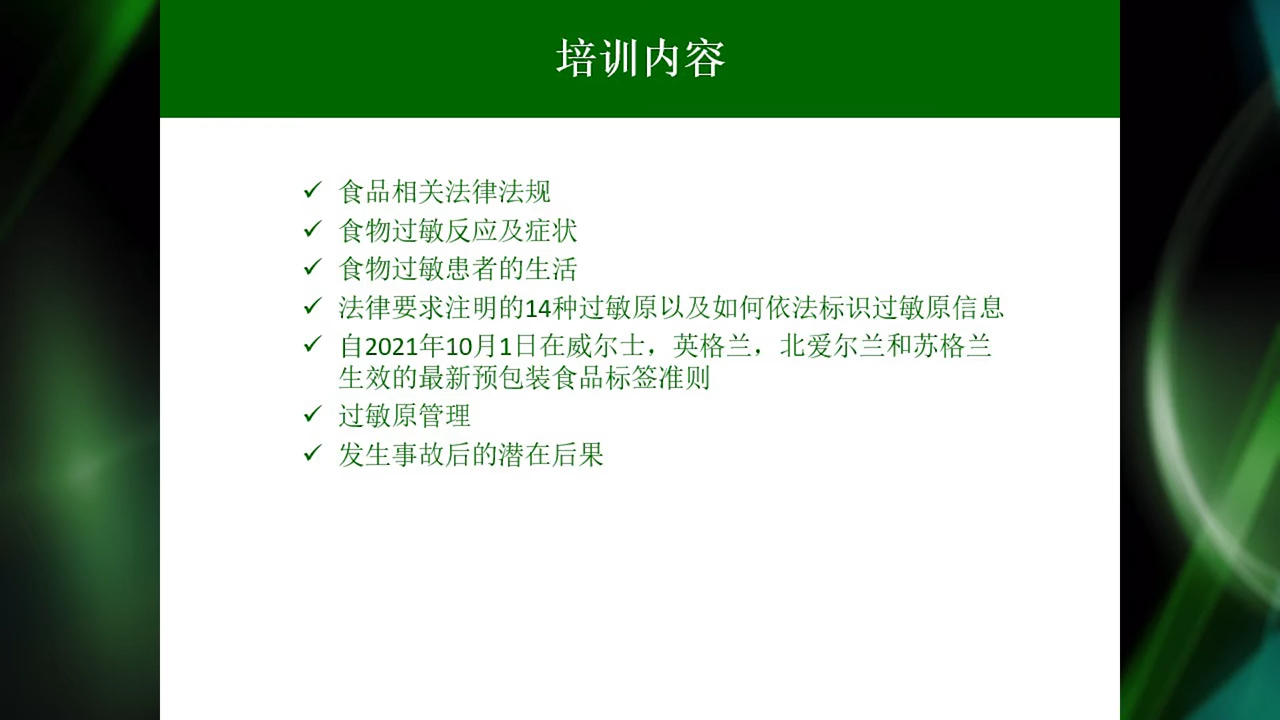 培训内容
✓ 食品相关法律法规
✓ 食物过敏反应及症状
✓ 食物过敏患者的生活
✓ 法律要求注明的14种过敏原以及如何依法标识过敏原信息
✓ 自2021年10月1日在威尔士，英格兰，北爱尔兰和苏格兰
生效的最新预包装食品标签准则
✓ 过敏原管理
✓ 发生事故后的潜在后果